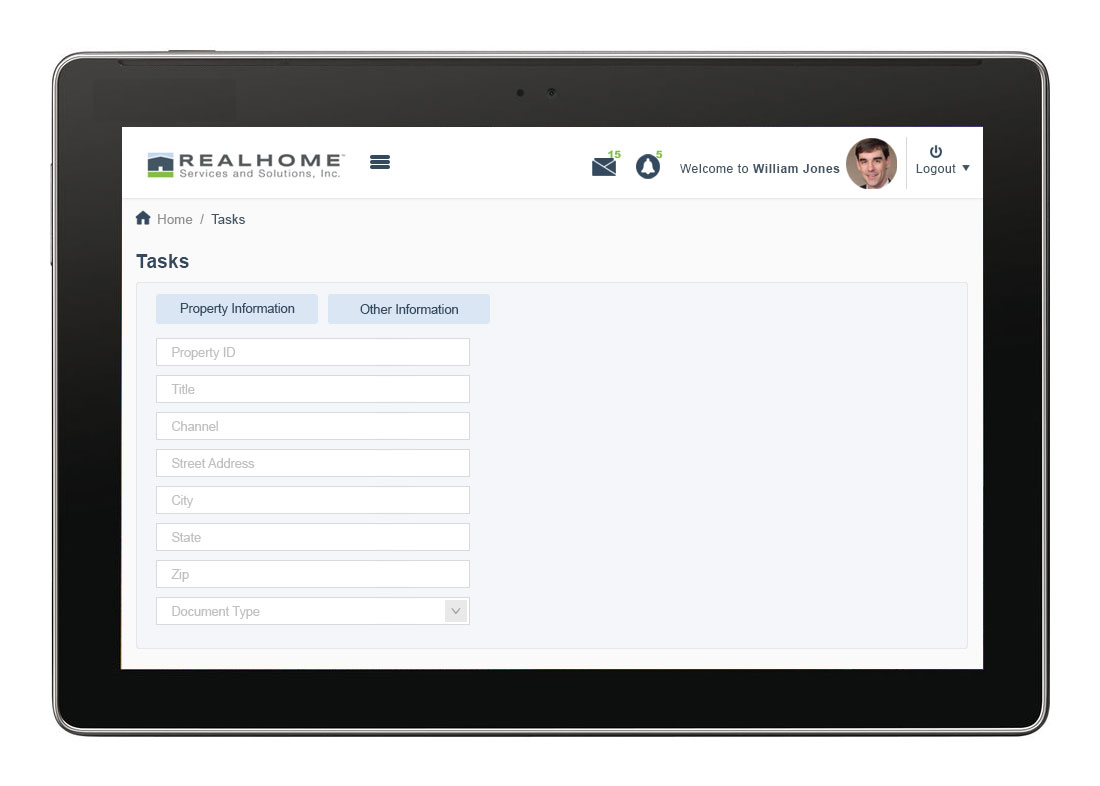 REALHOME™
Services and Solutions, Inc.
15
5
Welcome to William Jones
Logout
Home / Tasks
Tasks
Property Information
Other Information
Property ID
Title
Channel
Street Address
City
State
Zip
Document Type